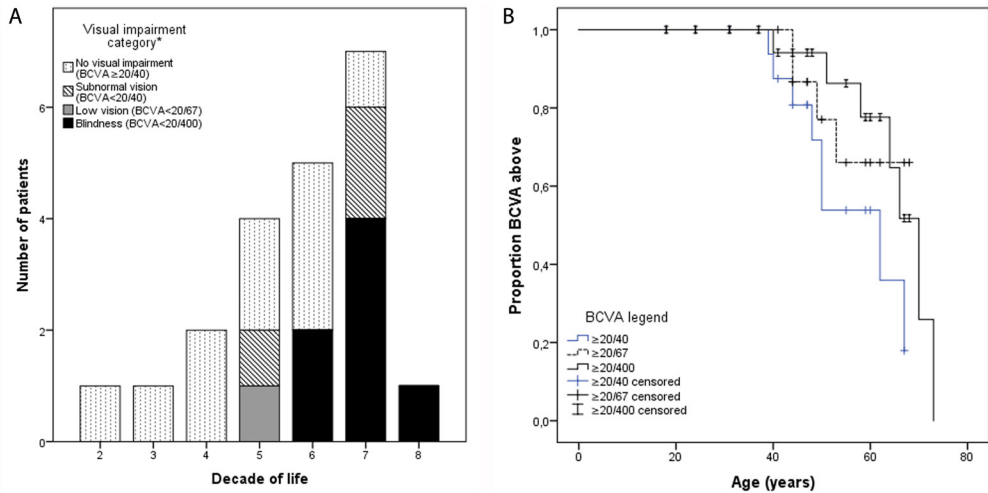 A
Visual impairment
category*
No visual impairment
(BCVA≥20/40)
Subnormal vision
(BCVA<20/40)
Low vision (BCVA<20/67)
Blindness (BCVA<20/400)
Number of patients
6
4
2
0
2 3 4 5 6 7 8
Decade of life
B
Proportion BCVA above
1,0
0,8
0,6
0,4
0,2
0,0
BCVA legend
≥20/40
≥20/67
≥20/400
≥20/40 censored
≥20/67 censored
≥20/400 censored
0 20 40 60 80
Age (years)